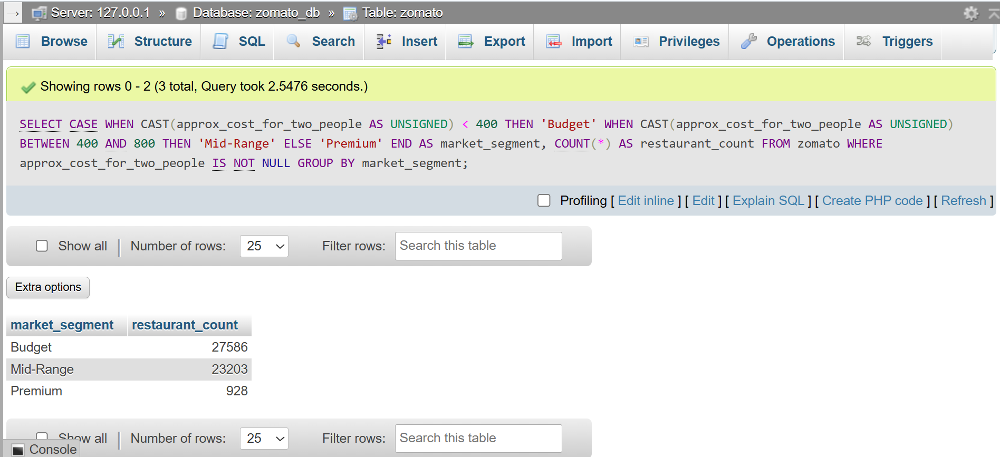 → Server: 127.0.0.1 » Database: zomato_db » Table: zomato
Browse Structure SQL Search Insert Export Import Privileges Operations Triggers
Showing rows 0 - 2 (3 total, Query took 2.5476 seconds.)
SELECT CASE WHEN CAST(approx_cost_for_two_people AS UNSIGNED) < 400 THEN 'Budget' WHEN CAST(approx_cost_for_two_people AS UNSIGNED)
BETWEEN 400 AND 800 THEN 'Mid-Range' ELSE 'Premium' END AS market_segment, COUNT(*) AS restaurant_count FROM zomato WHERE
approx_cost_for_two_people IS NOT NULL GROUP BY market_segment;
Profiling [ Edit inline ] [ Edit ] [ Explain SQL ] [ Create PHP code ] [ Refresh ]
Show all Number of rows: 25 Filter rows: Search this table
Extra options
market_segment restaurant_count
Budget 27586
Mid-Range 23203
Premium 928
Show all Number of rows: 25 Filter rows: Search this table
Console